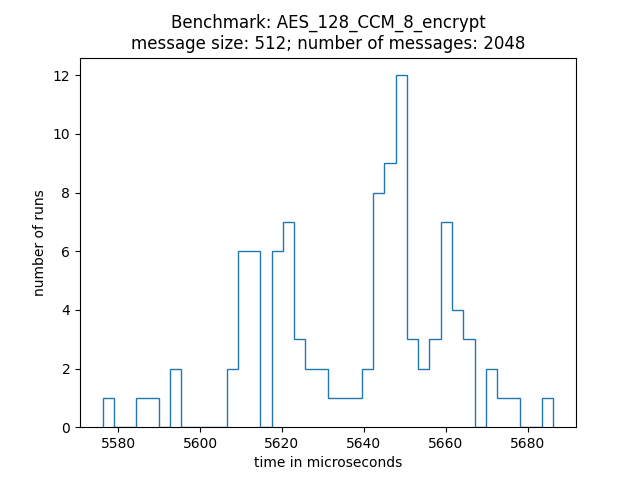 Benchmark: AES_128_CCM_8_encrypt
message size: 512; number of messages: 2048
12
10
8
6
4
2
0
number of runs
5580 5600 5620 5640 5660 5680
time in microseconds